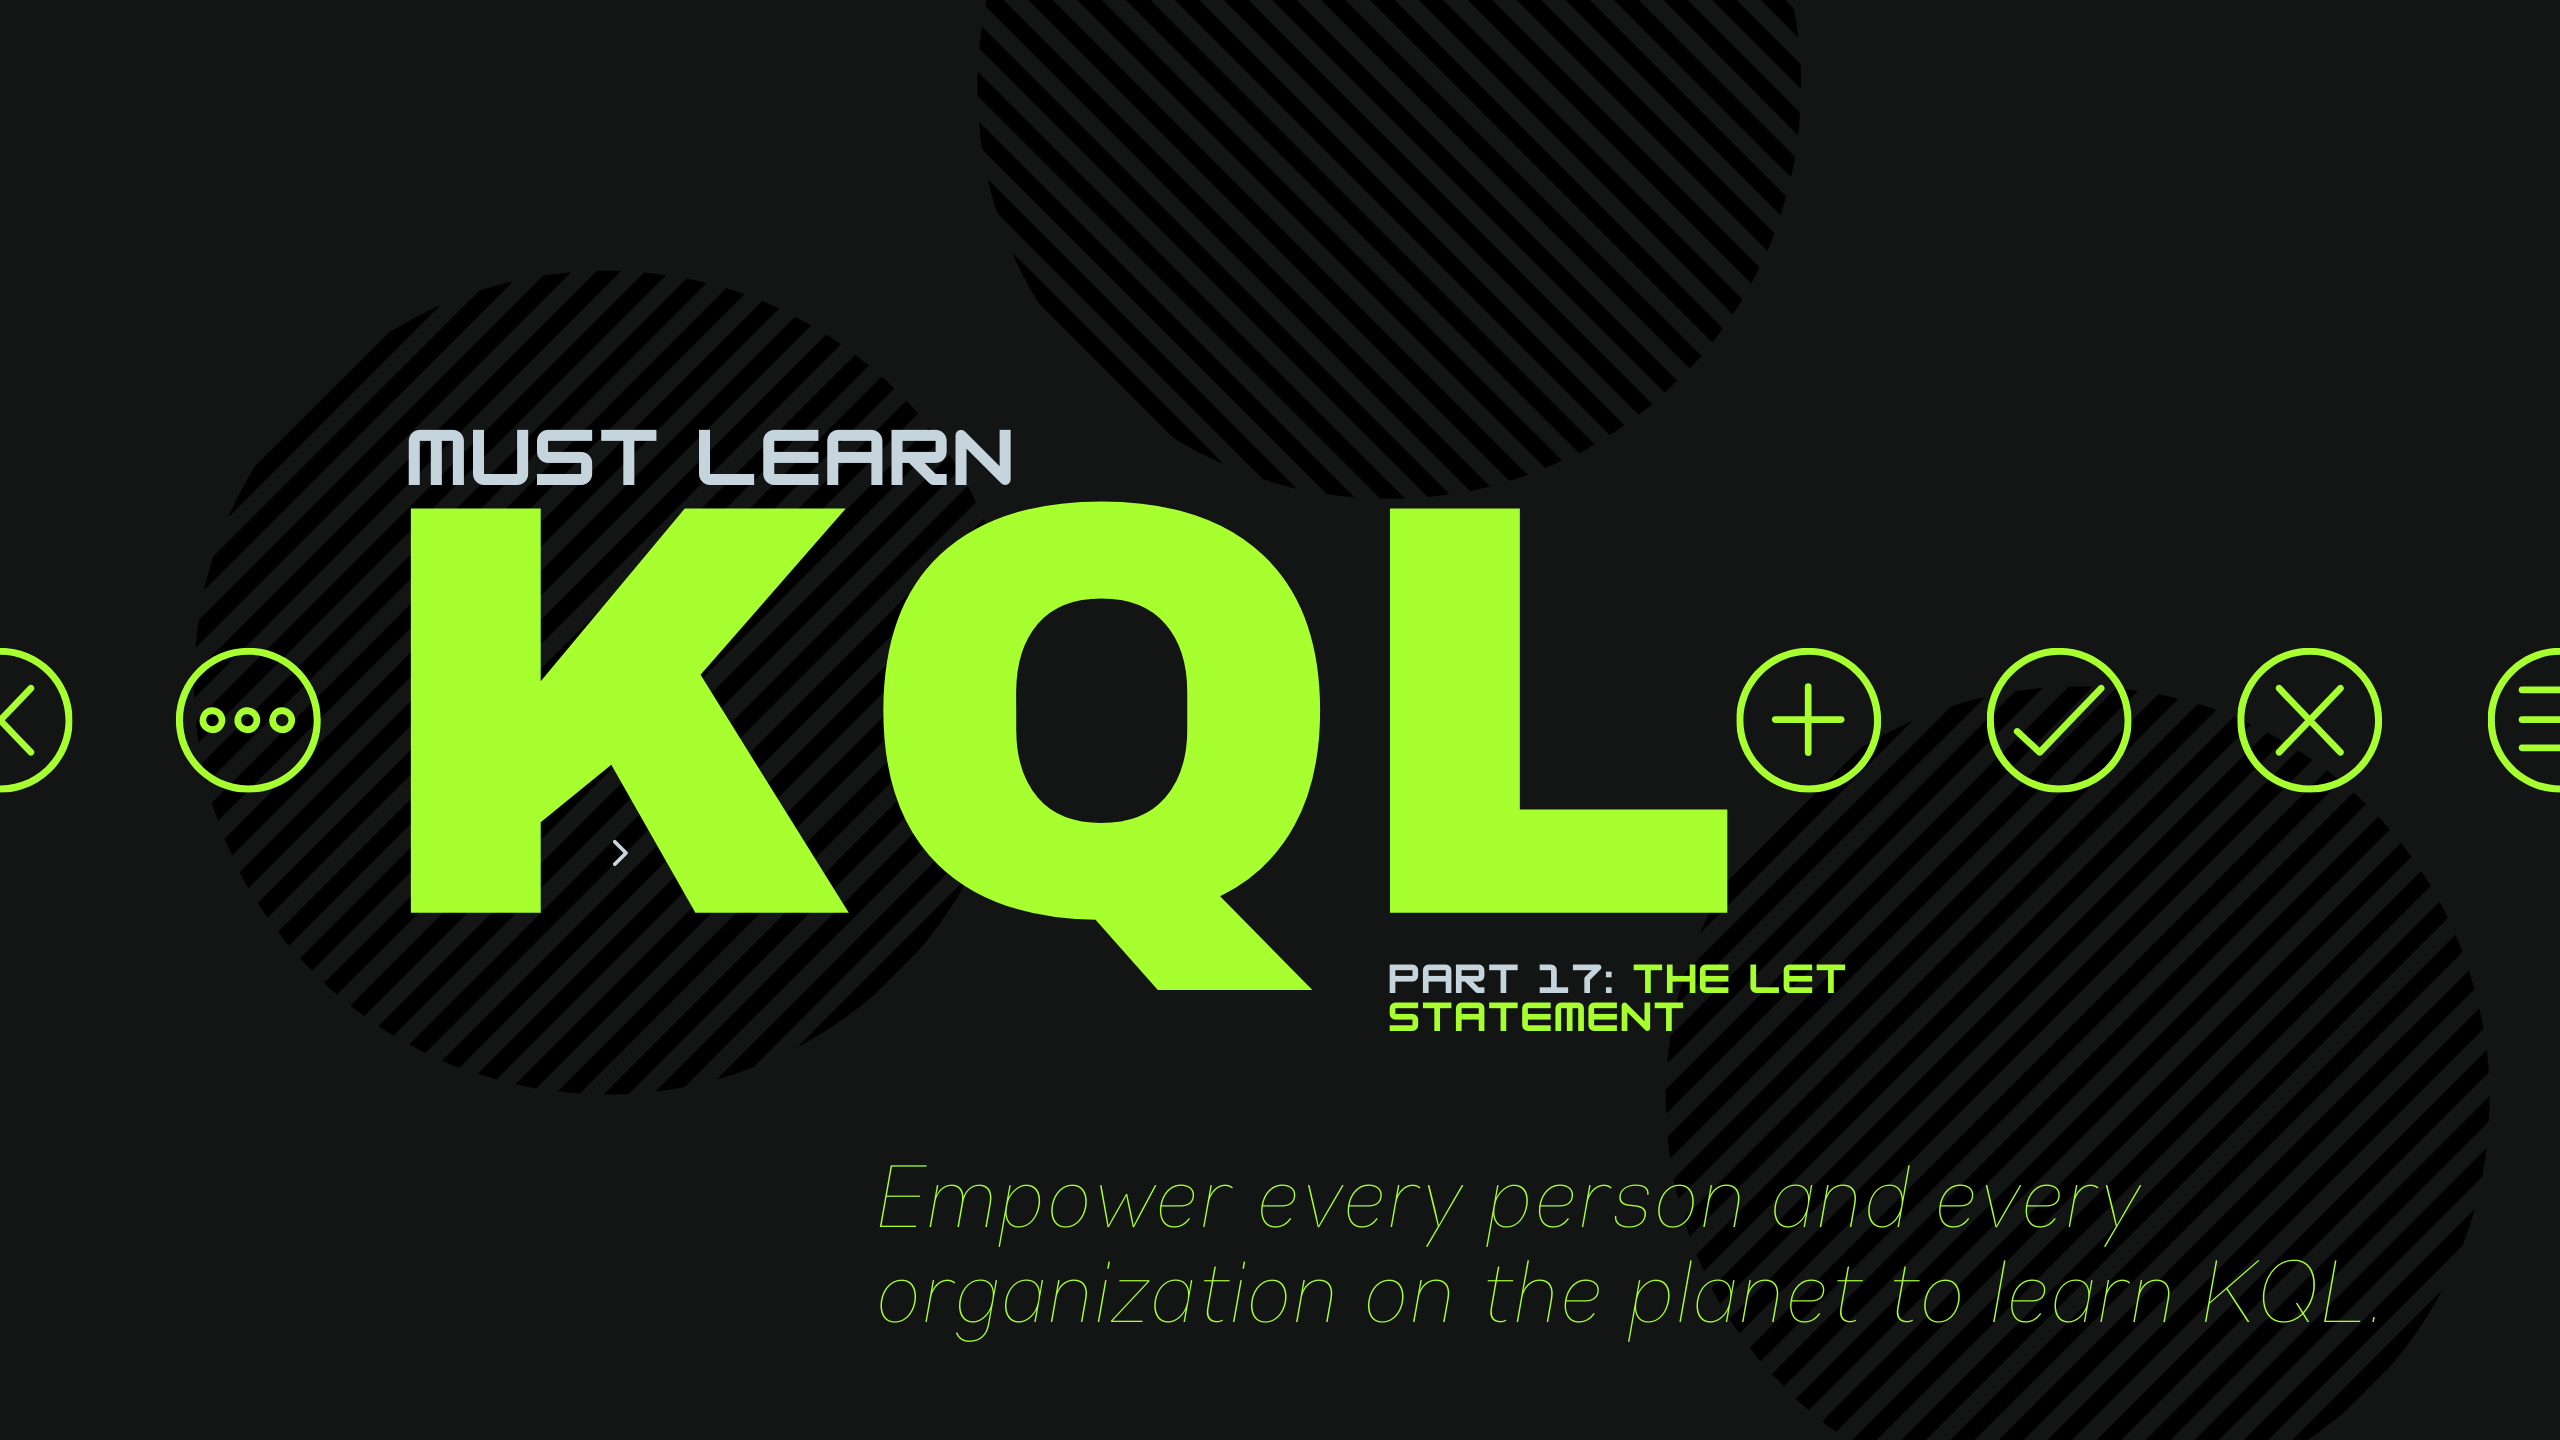 MUST LEARN
KQL
PART 17: THE LET
STATEMENT
Empower every person and every
organization on the planet to learn KQL.